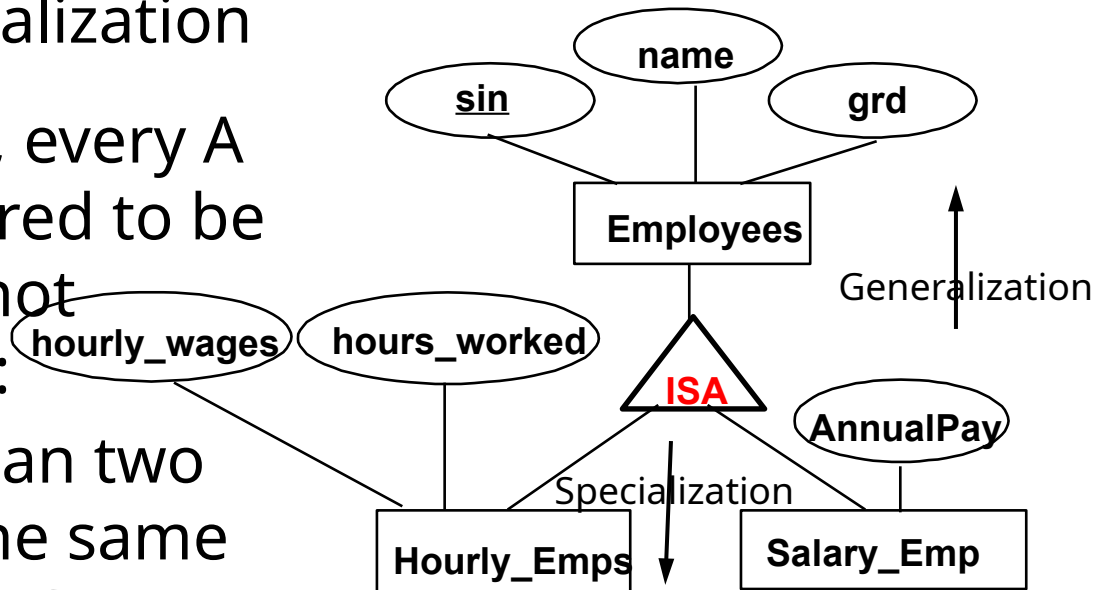 alization
every A
red to be
not
:
an two
he same
name
sin
grd
Employees
Generalization
hourly_wages
hours_worked
ISA
AnnualPay
Specialization
Hourly_Emps
Salary_Emp